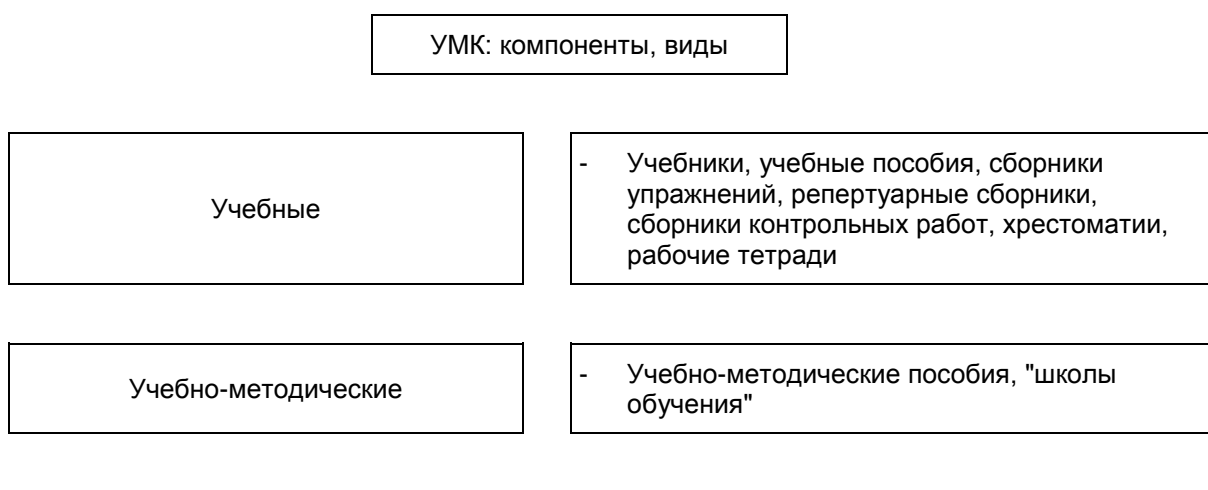 УМК: компоненты, виды
Учебные
- Учебники, учебные пособия, сборники
упражнений, репертуарные сборники,
сборники контрольных работ, хрестоматии,
рабочие тетради
Учебно-методические
- Учебно-методические пособия, "школы
обучения"